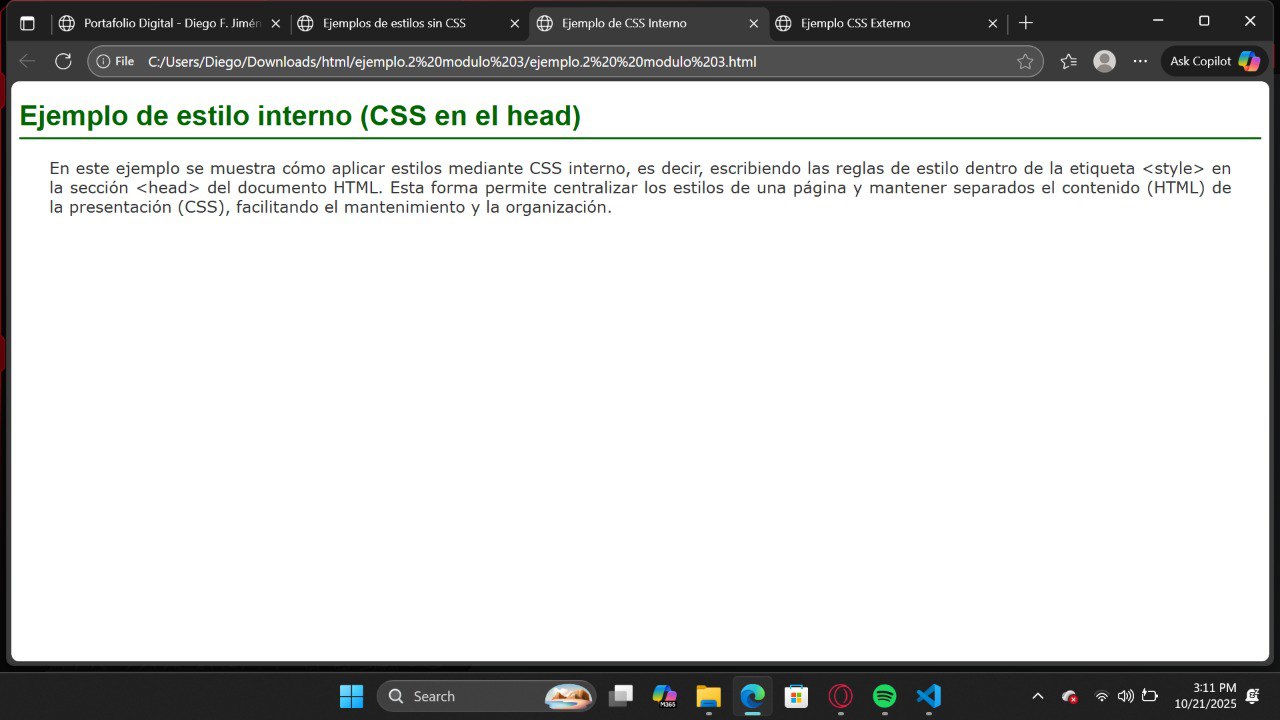 Portafolio Digital - Diego F. Jimén
Ejemplos de estilos sin CSS
Ejemplo de CSS Interno
Ejemplo CSS Externo
File
C:/Users/Diego/Downloads/html/ejemplo.2%20modulo%203/ejemplo.2%20%20modulo%203.html
Ask Copilot
Ejemplo de estilo interno (CSS en el head)
En este ejemplo se muestra cómo aplicar estilos mediante CSS interno, es decir, escribiendo las reglas de estilo dentro de la etiqueta <style> en
la sección <head> del documento HTML. Esta forma permite centralizar los estilos de una página y mantener separados el contenido (HTML) de
la presentación (CSS), facilitando el mantenimiento y la organización.
Search
M365
3:11 PM
10/21/2025